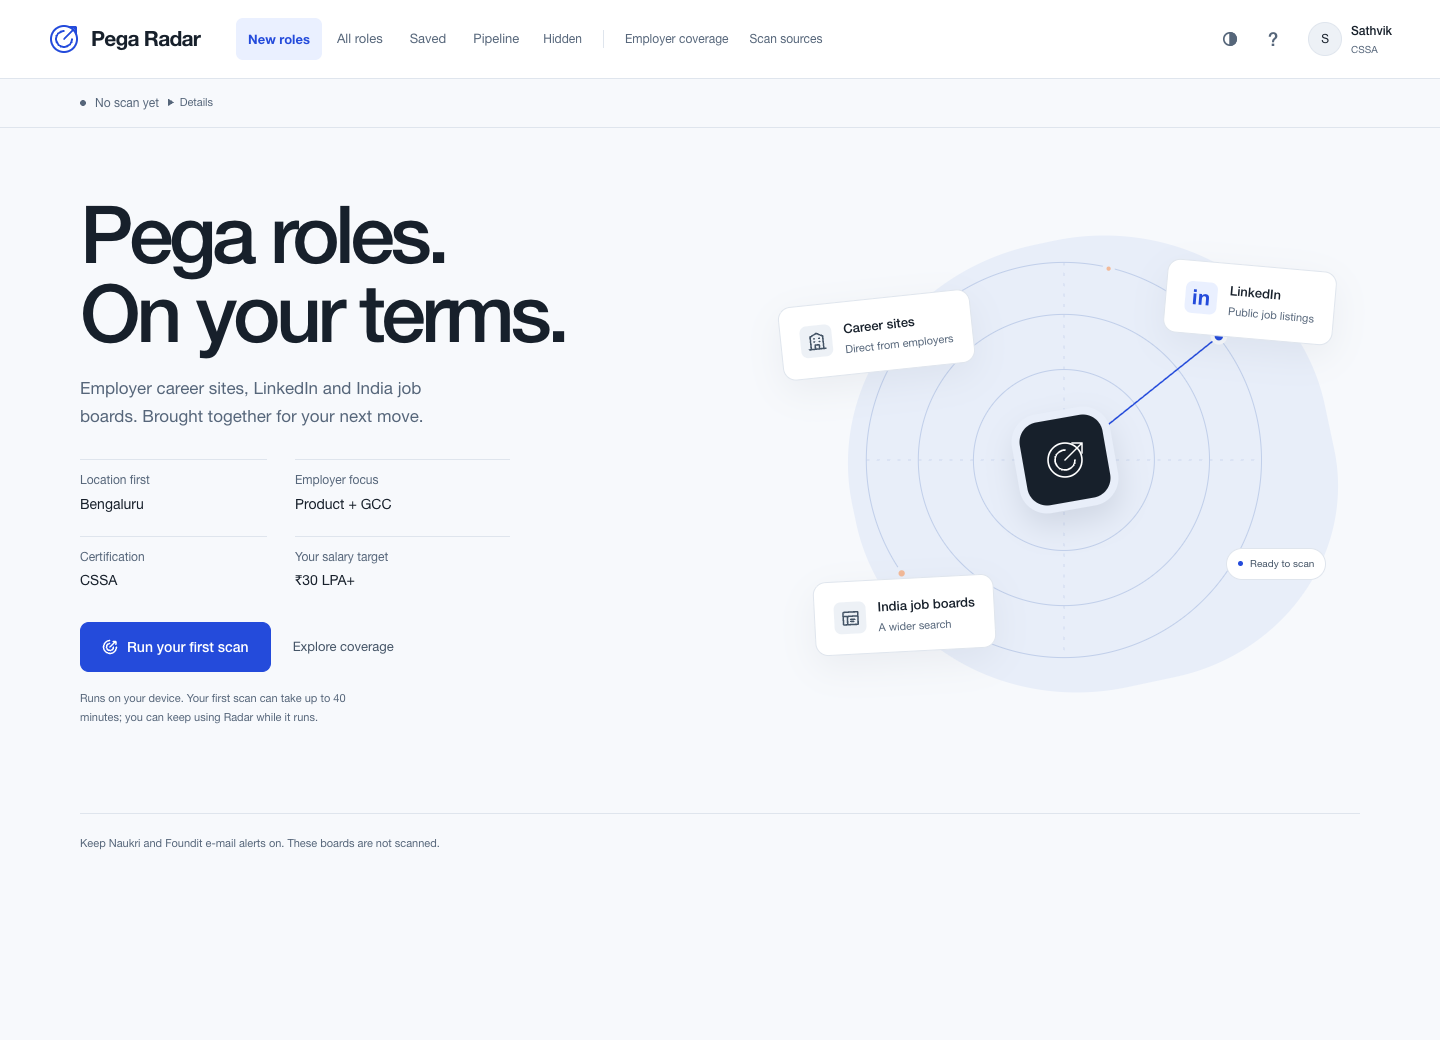 Pega Radar
New roles
All roles
Saved
Pipeline
Hidden
Employer coverage
Scan sources
?
S
Sathvik
CSSA
No scan yet
Details
Pega roles.
On your terms.
Employer career sites, LinkedIn and India job
boards. Brought together for your next move.
Location first
Bengaluru
Employer focus
Product + GCC
Certification
CSSA
Your salary target
₹30 LPA+
Run your first scan
Explore coverage
Runs on your device. Your first scan can take up to 40
minutes; you can keep using Radar while it runs.
Career sites
Direct from employers
in
LinkedIn
Public job listings
Ready to scan
India job boards
A wider search
Keep Naukri and Foundit e-mail alerts on. These boards are not scanned.